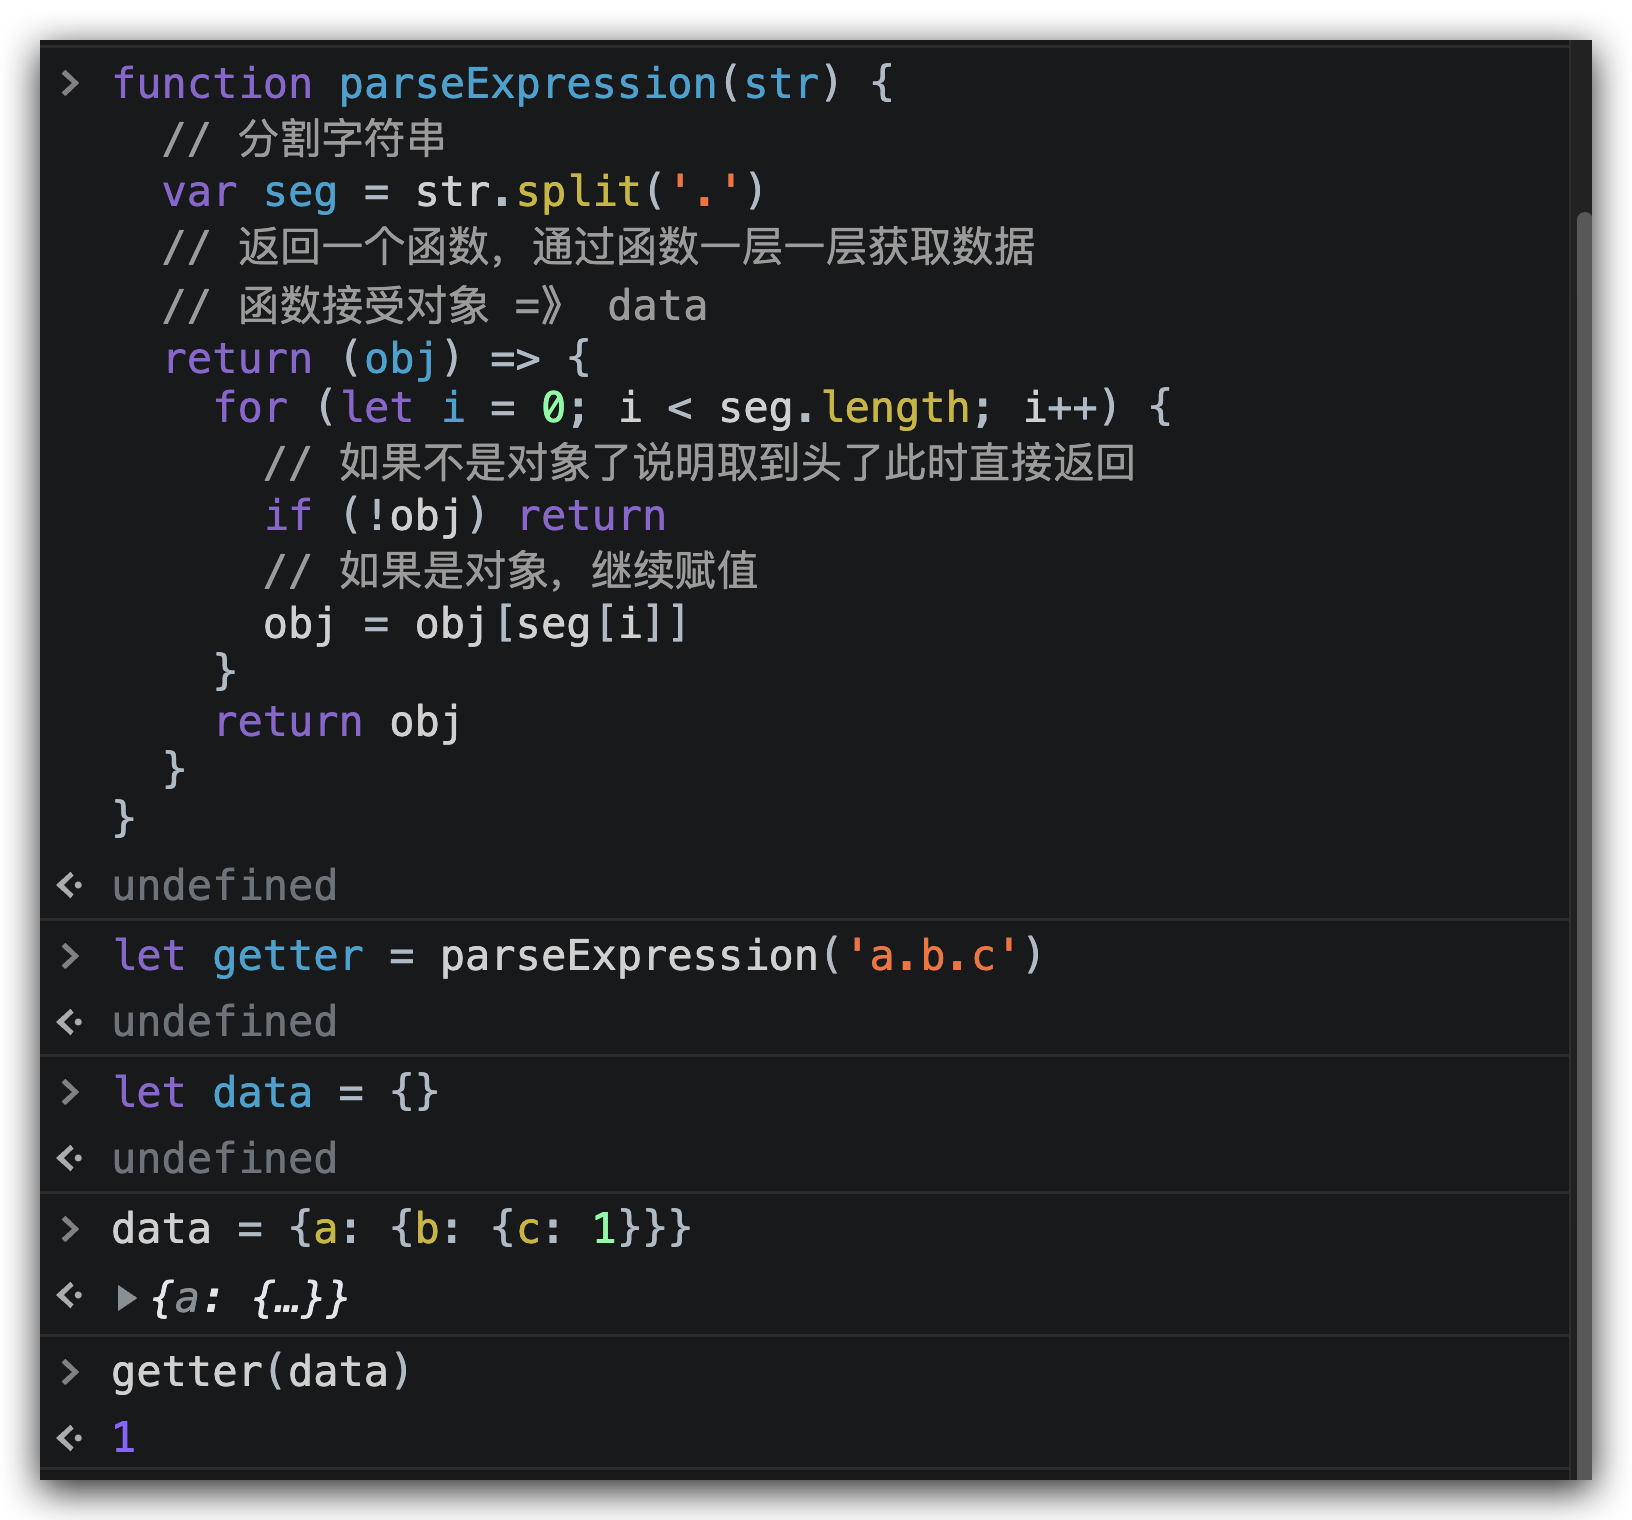 > function parseExpression(str) {
// 分割字符串
var seg = str.split('.')
// 返回一个函数，通过函数一层一层获取数据
// 函数接受对象 =》 data
return (obj) => {
for (let i = 0; i < seg.length; i++) {
// 如果不是对象了说明取到头了此时直接返回
if (!obj) return
// 如果是对象，继续赋值
obj = obj[seg[i]]
}
return obj
}
}
undefined
> let getter = parseExpression('a.b.c')
undefined
> let data = {}
undefined
> data = {a: {b: {c: 1}}}
{a: {…}}
> getter(data)
1